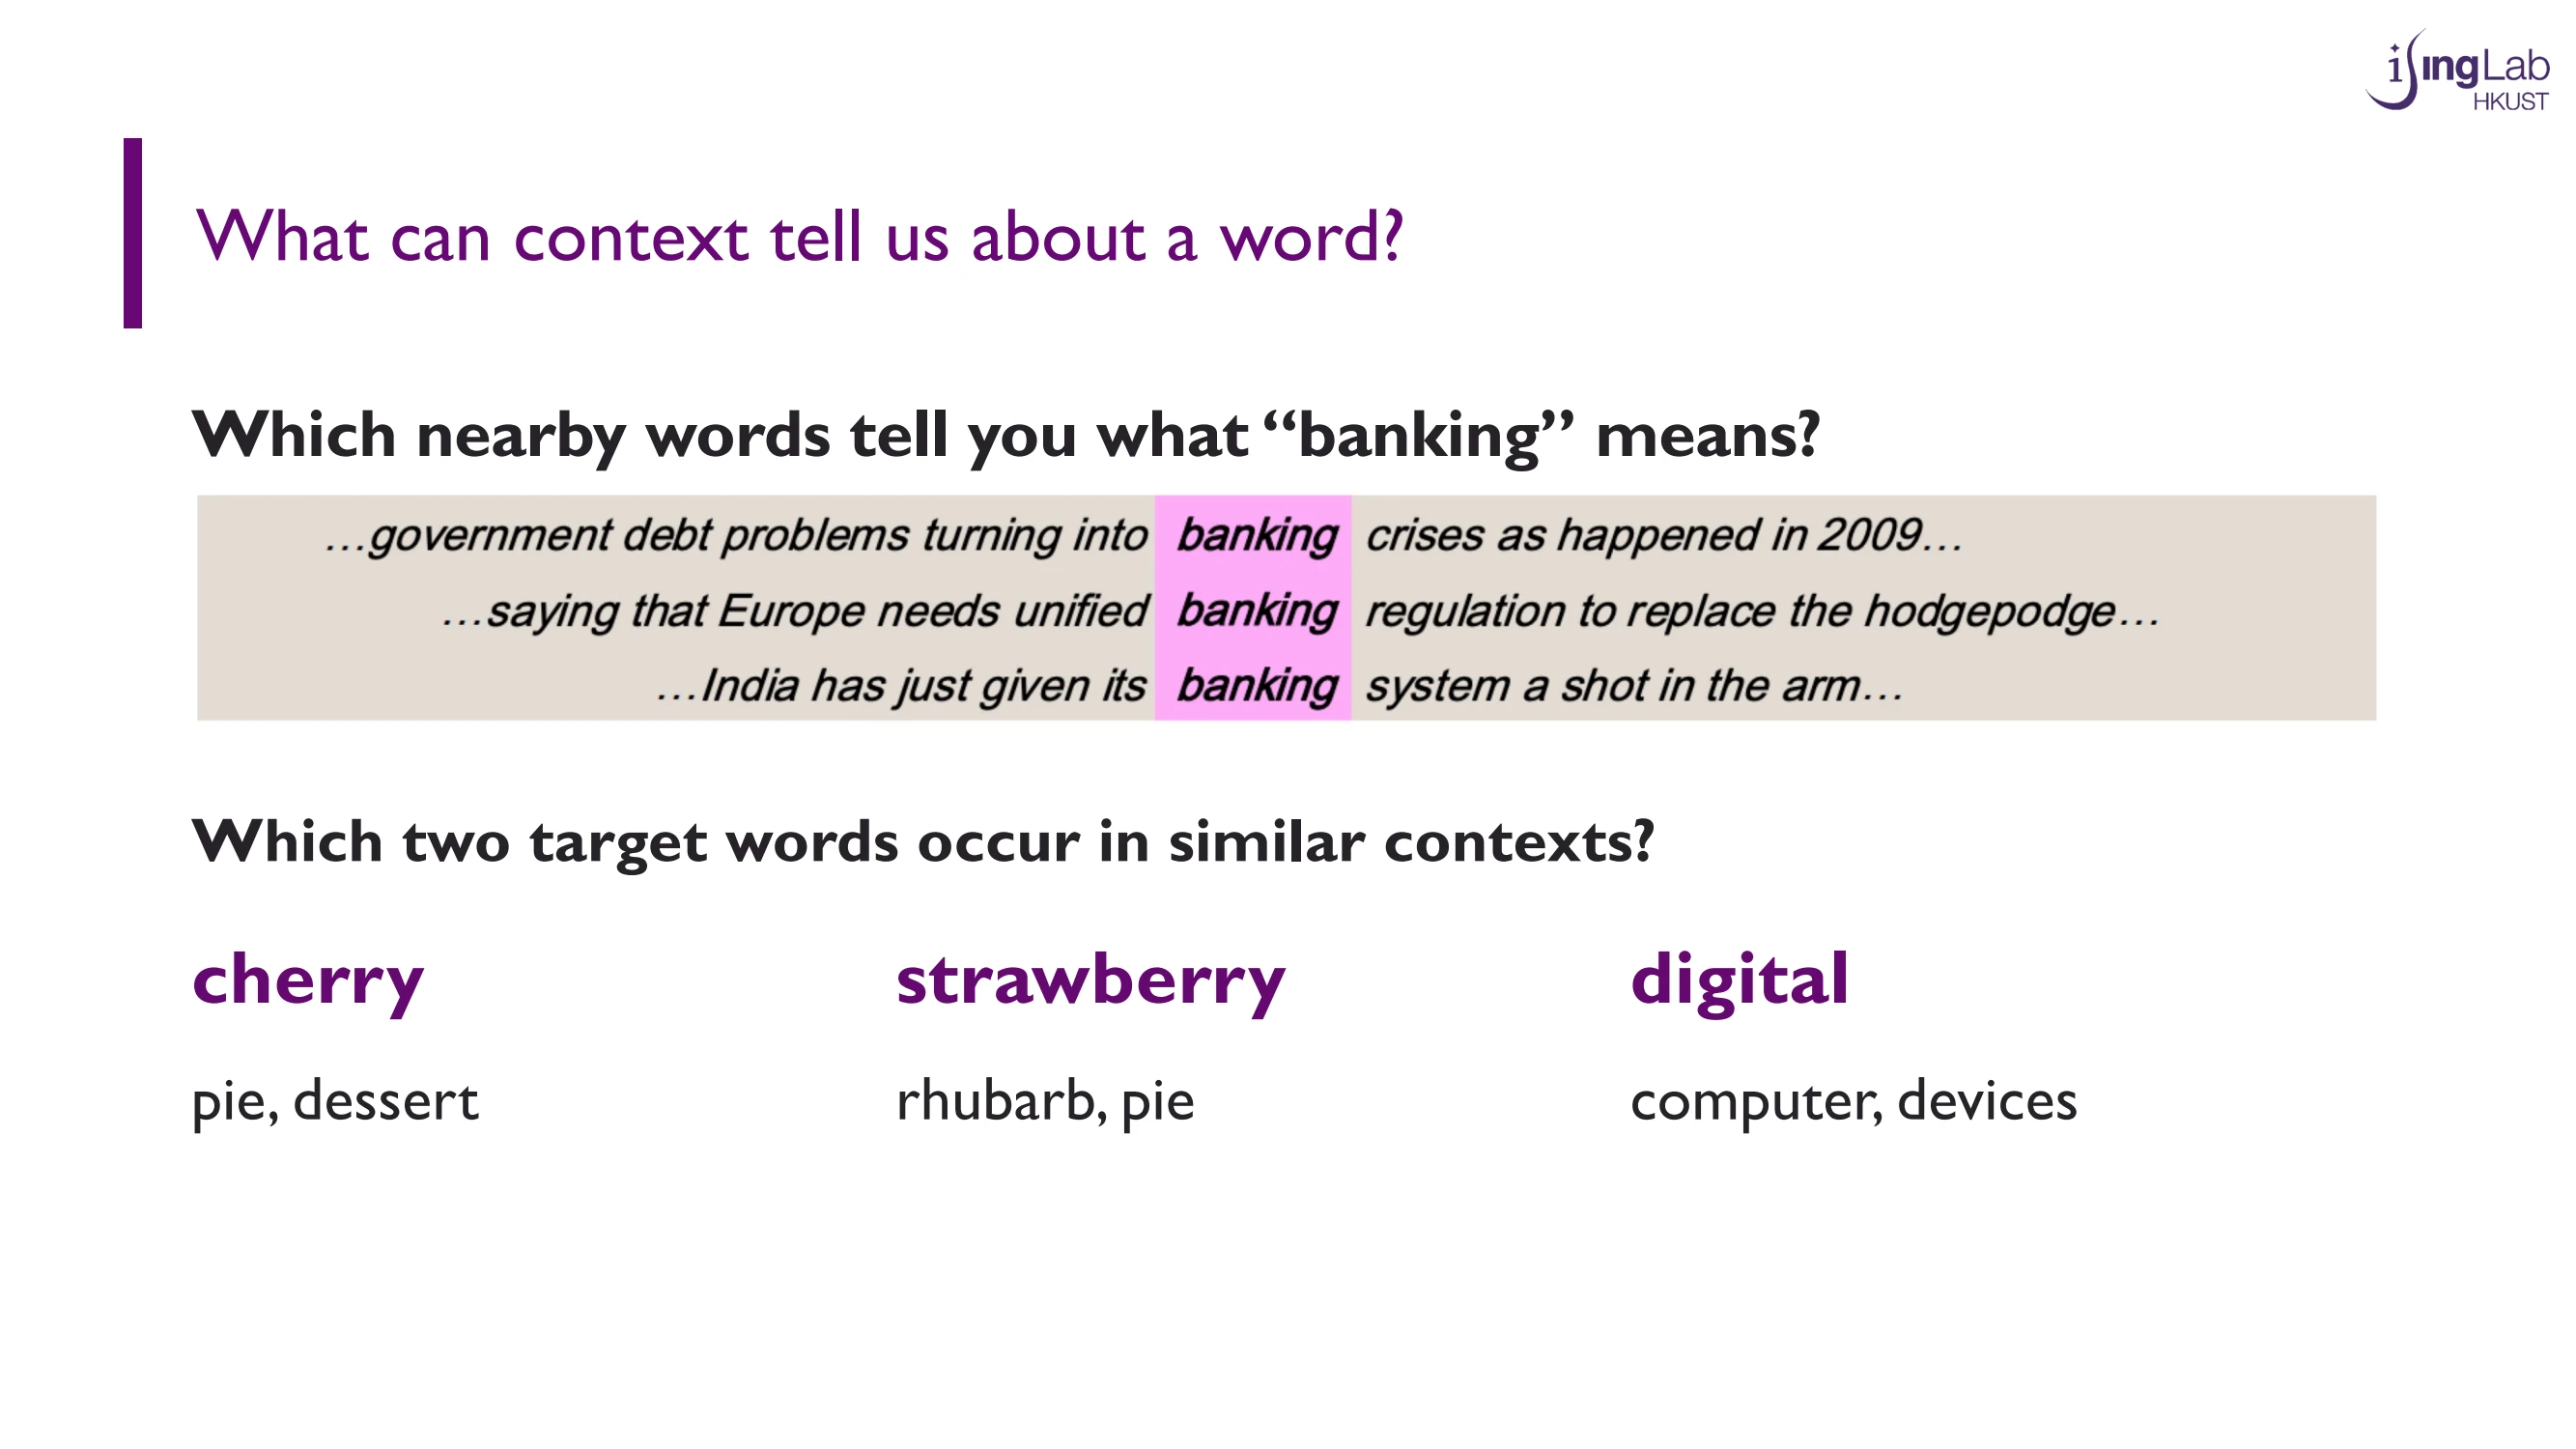 iSingLab
HKUST
What can context tell us about a word?
Which nearby words tell you what “banking” means?
…government debt problems turning into banking crises as happened in 2009…
…saying that Europe needs unified banking regulation to replace the hodgepodge…
…India has just given its banking system a shot in the arm…
Which two target words occur in similar contexts?
cherry strawberry digital
pie, dessert rhubarb, pie computer, devices